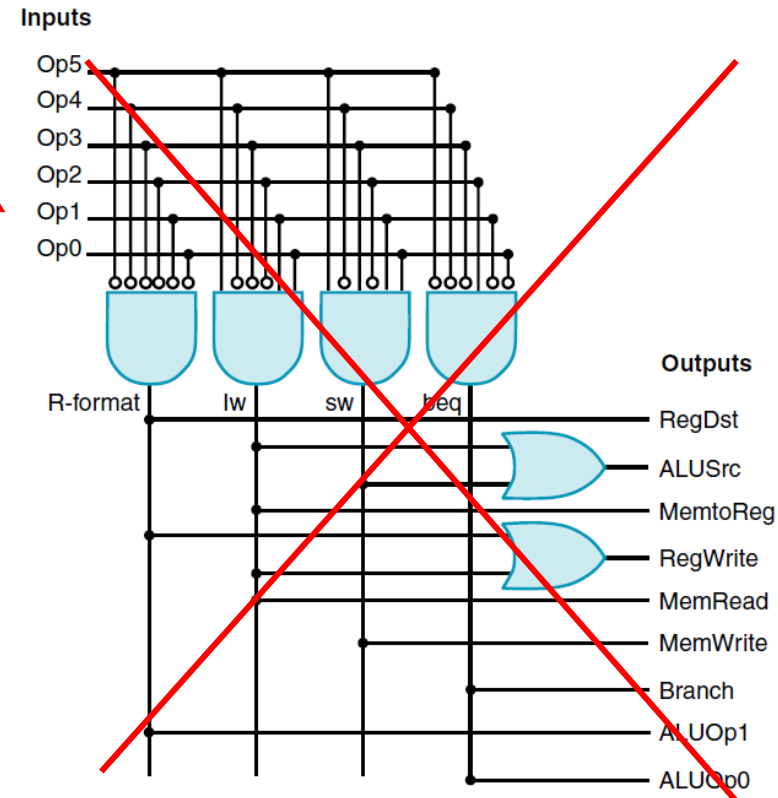 Inputs
Op5
Op4
Op3
Op2
Op1
Op0
Outputs
R-format
lw
sw
beq
RegDst
ALUSrc
MemtoReg
RegWrite
MemRead
MemWrite
Branch
ALUOp1
ALUOp0